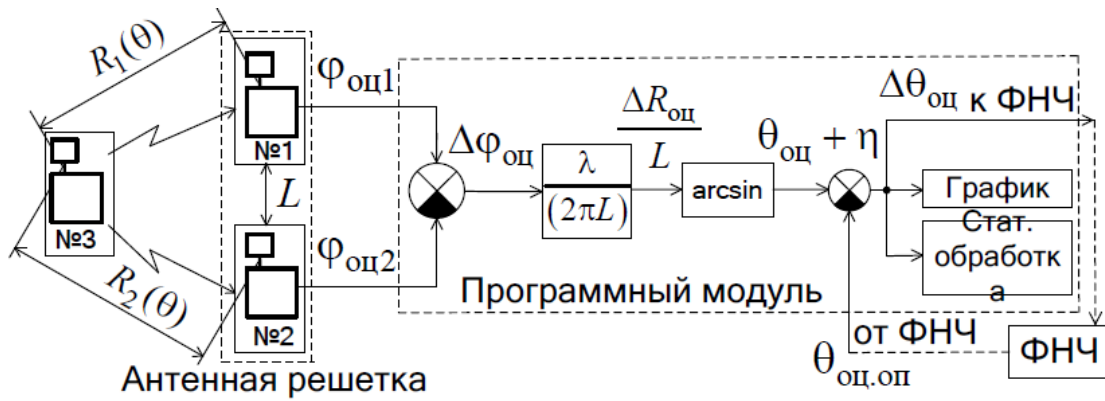 R₁(θ)
№3
R₂(θ)
№1
L
№2
Антенная решетка
φоц1
φоц2
Δφоц
λ
(2πL)
ΔRоц
L
arcsin
θоц + η
Δθоц
к ФНЧ
График
Стат.
обработк
а
Программный модуль
от ФНЧ
θоц.оп
ФНЧ